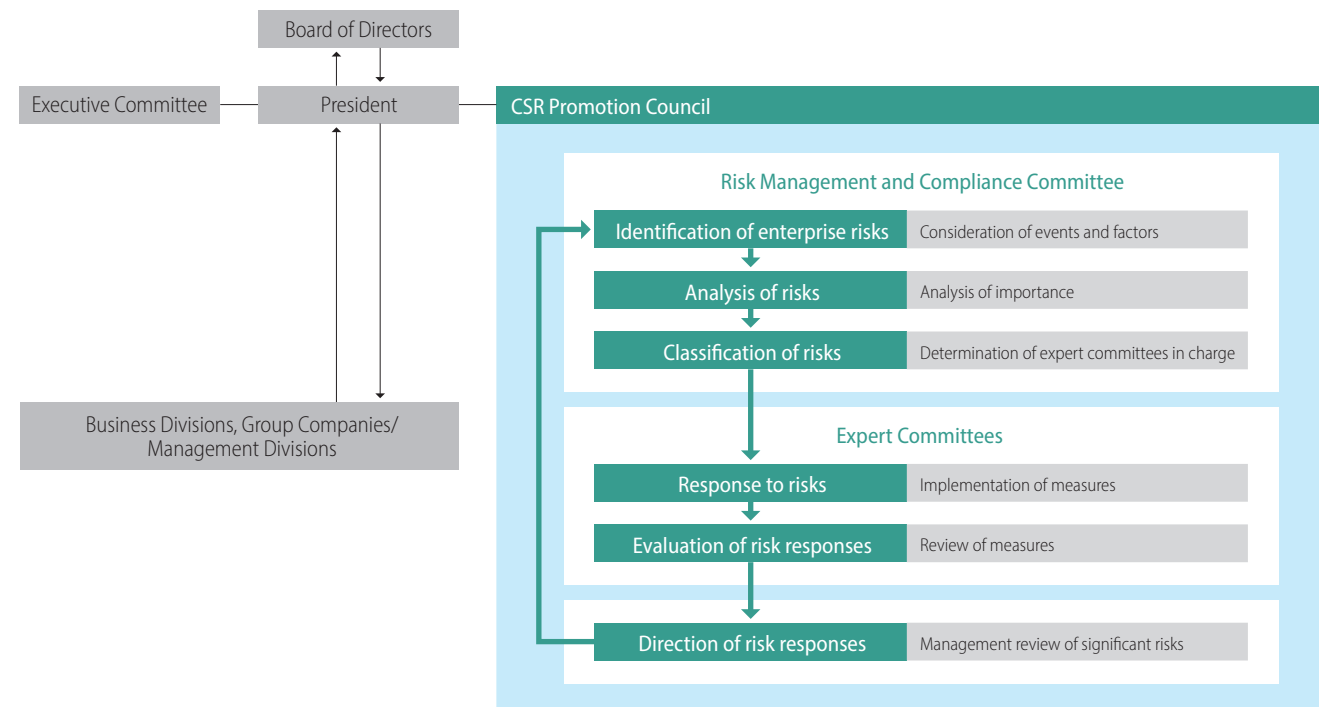 Board of Directors
Executive Committee
President
CSR Promotion Council
Risk Management and Compliance Committee
Identification of enterprise risks
Consideration of events and factors
Analysis of risks
Analysis of importance
Classification of risks
Determination of expert committees in charge
Business Divisions, Group Companies/
Management Divisions
Expert Committees
Response to risks
Implementation of measures
Evaluation of risk responses
Review of measures
Direction of risk responses
Management review of significant risks